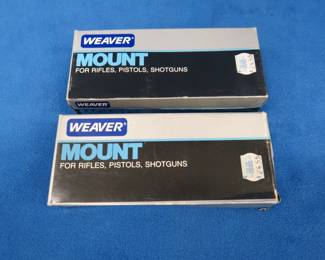 WEAVER
MOUNT
FOR RIFLES, PISTOLS, SHOTGUNS
WEAVER
WEAVER
MOUNT
FOR RIFLES, PISTOLS, SHOTGUNS